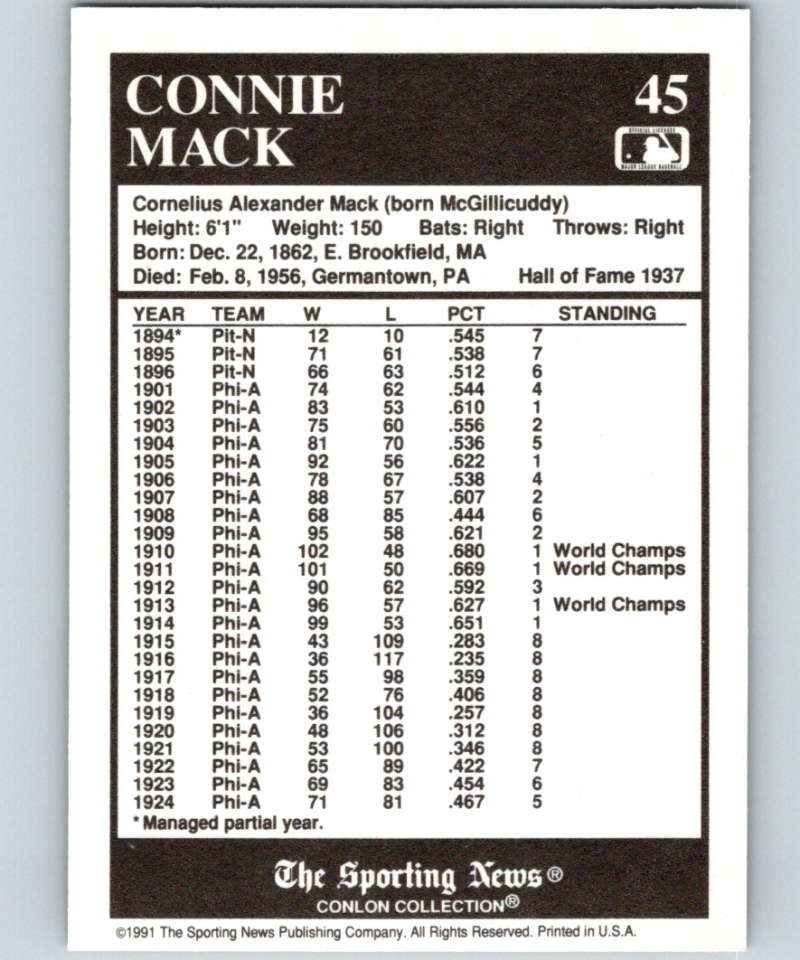 CONNIE 45
MACK
OFFICIAL LICENSEE
MAJOR LEAGUE BASEBALL
Cornelius Alexander Mack (born McGillicuddy)
Height: 6'1" Weight: 150 Bats: Right Throws: Right
Born: Dec. 22, 1862, E. Brookfield, MA
Died: Feb. 8, 1956, Germantown, PA Hall of Fame 1937
YEAR TEAM W L PCT STANDING
1894* Pit-N 12 10 .545 7
1895 Pit-N 71 61 .538 7
1896 Pit-N 66 63 .512 6
1901 Phi-A 74 62 .544 4
1902 Phi-A 83 53 .610 1
1903 Phi-A 75 60 .556 2
1904 Phi-A 81 70 .536 5
1905 Phi-A 92 56 .622 1
1906 Phi-A 78 67 .538 4
1907 Phi-A 88 57 .607 2
1908 Phi-A 68 85 .444 6
1909 Phi-A 95 58 .621 2
1910 Phi-A 102 48 .680 1 World Champs
1911 Phi-A 101 50 .669 1 World Champs
1912 Phi-A 90 62 .592 3
1913 Phi-A 96 57 .627 1 World Champs
1914 Phi-A 99 53 .651 1
1915 Phi-A 43 109 .283 8
1916 Phi-A 36 117 .235 8
1917 Phi-A 55 98 .359 8
1918 Phi-A 52 76 .406 8
1919 Phi-A 36 104 .257 8
1920 Phi-A 48 106 .312 8
1921 Phi-A 53 100 .346 8
1922 Phi-A 65 89 .422 7
1923 Phi-A 69 83 .454 6
1924 Phi-A 71 81 .467 5
*Managed partial year.
The Sporting News®
CONLON COLLECTION®
©1991 The Sporting News Publishing Company. All Rights Reserved. Printed in U.S.A.